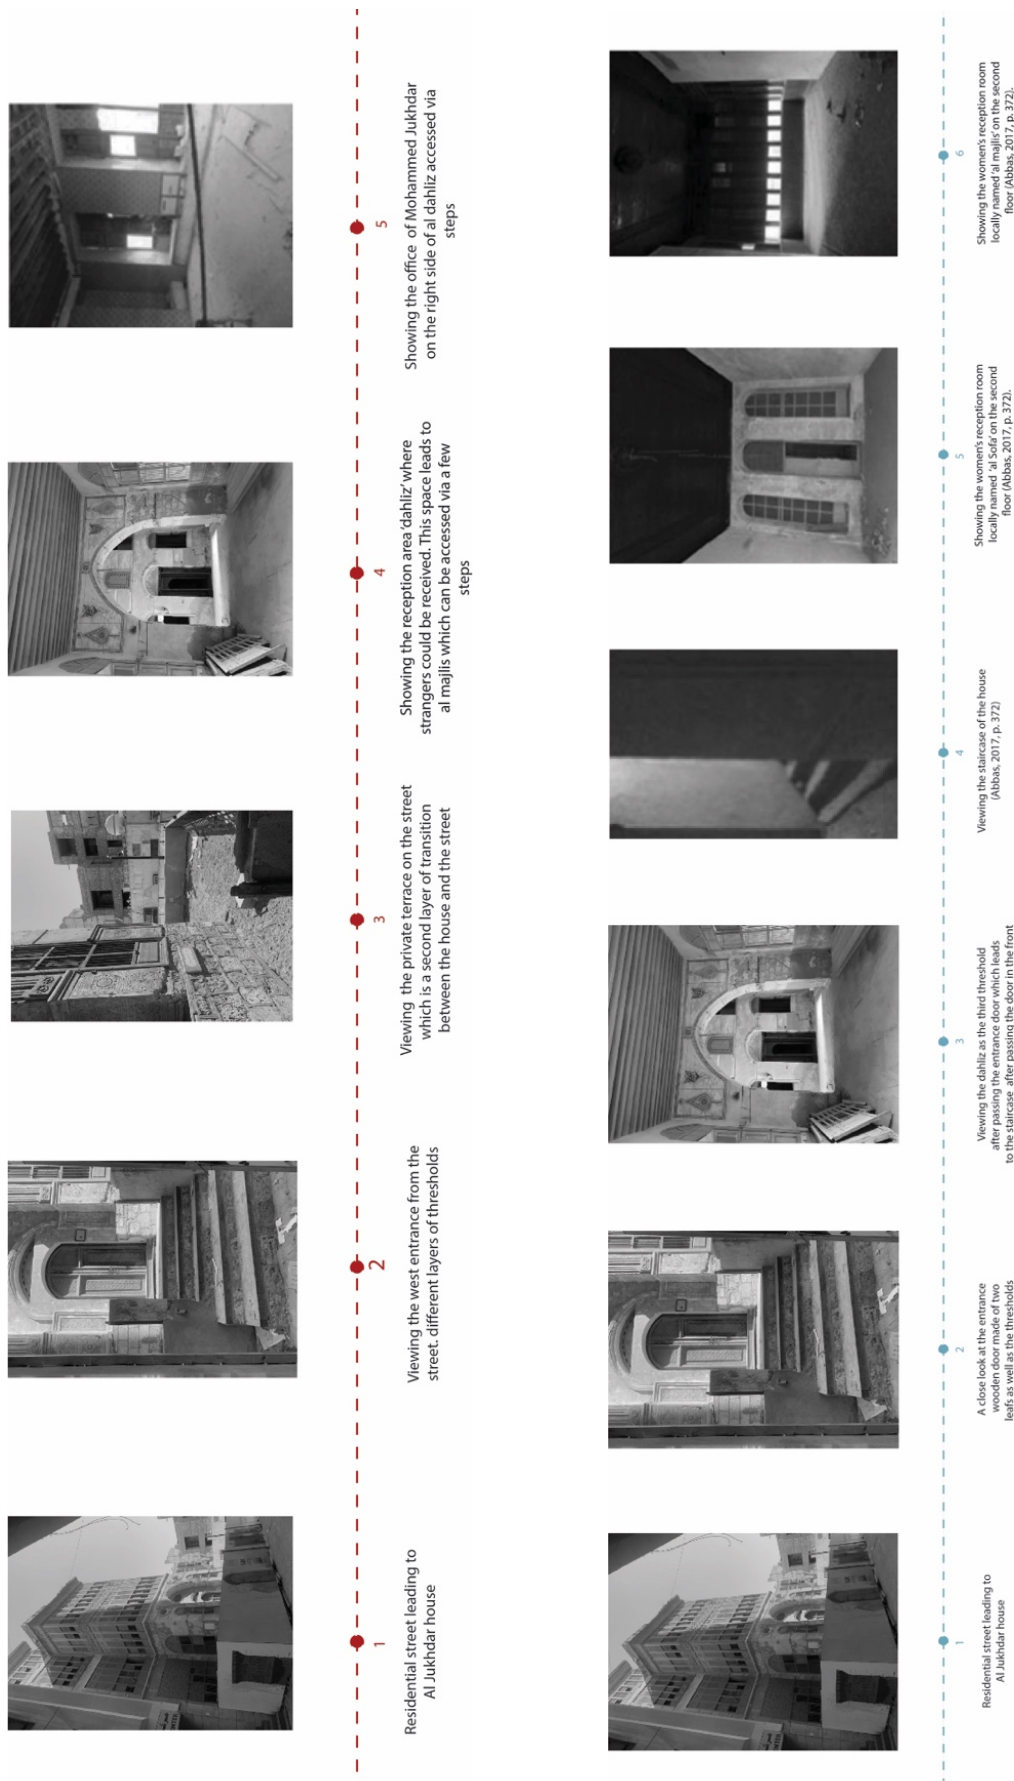 1
Residential street leading to
Al Jukhdar house
2
Viewing the west entrance from the
street. different layers of thresholds
3
Viewing the private terrace on the street
which is a second layer of transition
between the house and the street
4
Showing the reception area ‘dahliz’ where
strangers could be received. This space leads to
al majlis which can be accessed via a few
steps
5
Showing the office of Mohammed Jukhdar
on the right side of al dahliz accessed via
steps
1
Residential street leading to
Al Jukhdar house
2
A close look at the entrance
wooden door made of two
leafs as well as the thresholds
3
Viewing the dahliz as the third threshold
after passing the entrance door which leads
to the staircase after passing the door in the front
4
Viewing the staircase of the house
(Abbas, 2017, p. 372)
5
Showing the women's reception room
locally named 'al Sofa' on the second
floor (Abbas, 2017, p. 372).
6
Showing the women's reception room
locally named 'al majlis' on the second
floor (Abbas, 2017, p. 372).